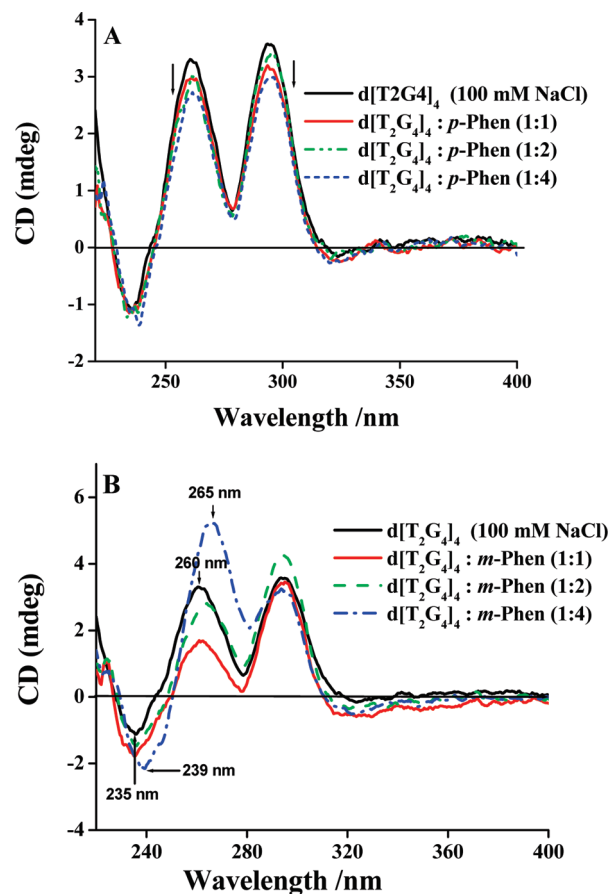 A
d[T2G4]₄ (100 mM NaCl)
d[T₂G₄]₄ : p-Phen (1:1)
d[T₂G₄]₄ : p-Phen (1:2)
d[T₂G₄]₄ : p-Phen (1:4)
CD (mdeg)
4
3
2
1
0
-1
-2
250 300 350 400
Wavelength /nm
B
265 nm
260 nm
d[T₂G₄]₄ (100 mM NaCl)
d[T₂G₄]₄ : m-Phen (1:1)
d[T₂G₄]₄ : m-Phen (1:2)
d[T₂G₄]₄ : m-Phen (1:4)
CD (mdeg)
6
4
2
0
-2
-4
239 nm
235 nm
240 280 320 360 400
Wavelength /nm